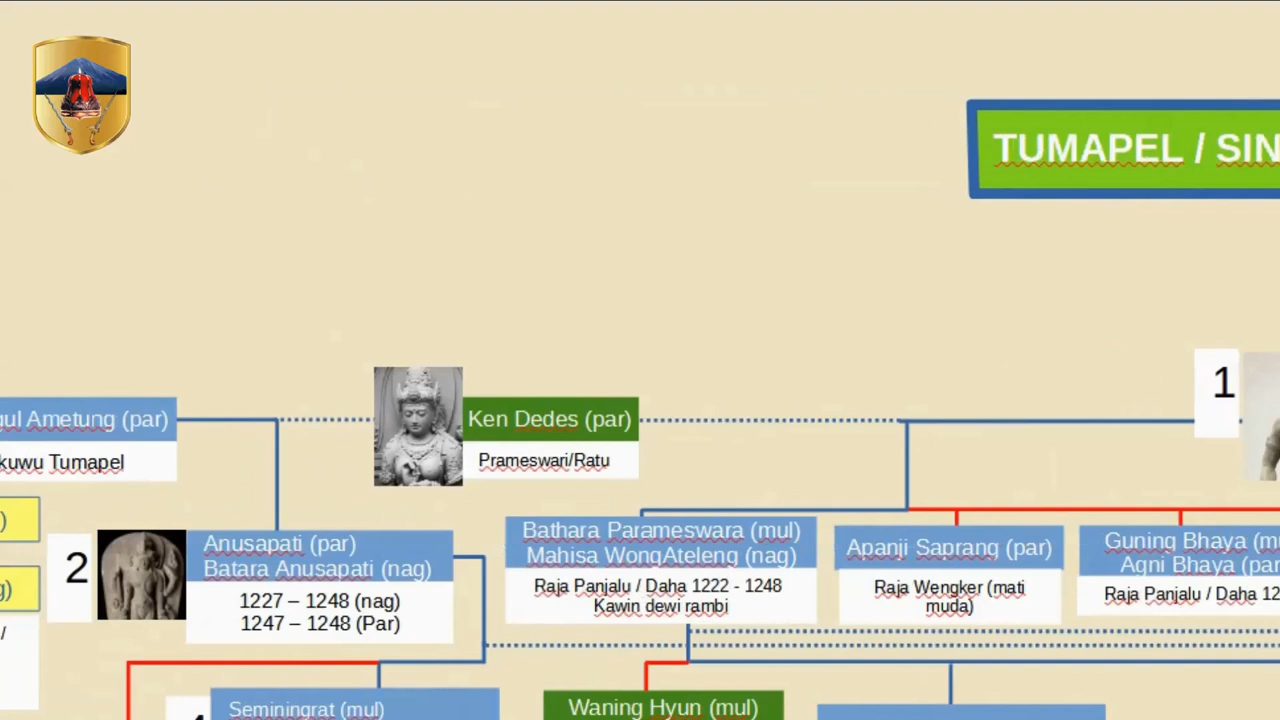 TUMAPEL / SIN
1
gul Ametung (par)
kuwu Tumapel
Ken Dedes (par)
Prameswari/Ratu
)
g)
/
2
Anusapati (par)
Batara Anusapati (nag)
1227 – 1248 (nag)
1247 – 1248 (Par)
Bathara Parameswara (mul)
Mahisa WongAteleng (nag)
Raja Panjalu / Daha 1222 - 1248
Kawin dewi rambi
Apanji Saprang (par)
Raja Wengker (mati
muda)
Guning Bhaya (mu
Agni Bhaya (par
Raja Panjalu / Daha 12
Seminingrat (mul)
Waning Hyun (mul)